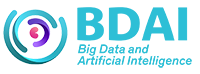 BDAI
Big Data and
Artificial Intelligence